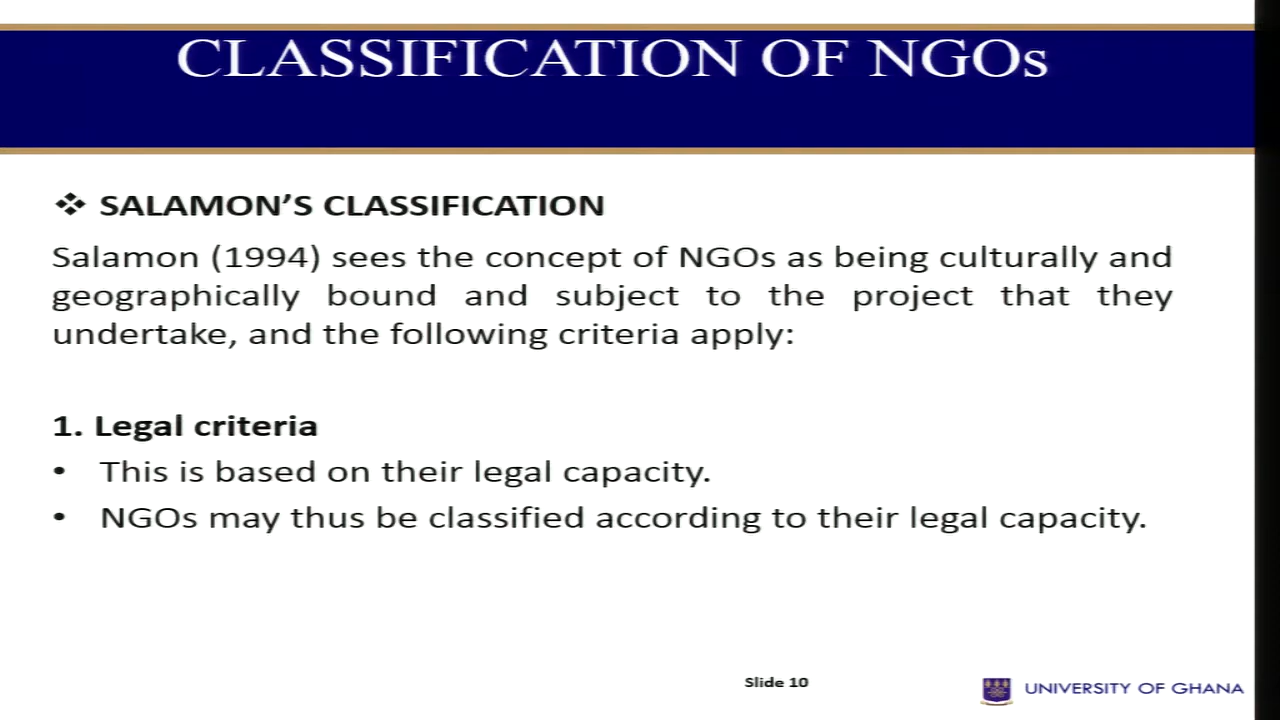 CLASSIFICATION OF NGOs
❖ SALAMON’S CLASSIFICATION
Salamon (1994) sees the concept of NGOs as being culturally and
geographically bound and subject to the project that they
undertake, and the following criteria apply:
1. Legal criteria
• This is based on their legal capacity.
• NGOs may thus be classified according to their legal capacity.
Slide 10
UNIVERSITY OF GHANA